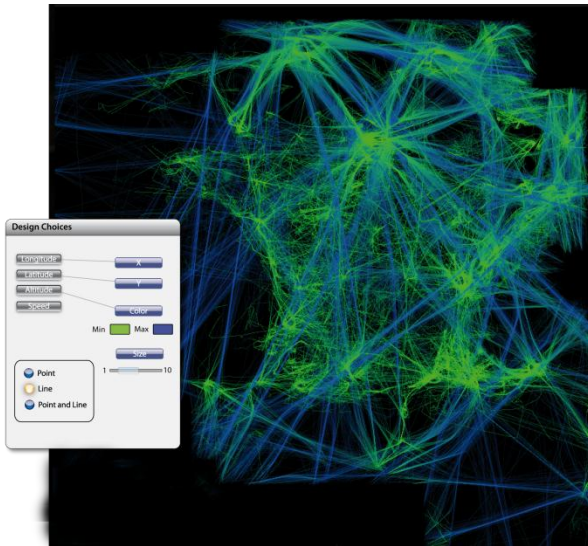 Design Choices
Longitude
X
Latitude
Y
Altitude
Speed
Color
Min
Max
Size
1
10
Point
Line
Point and Line